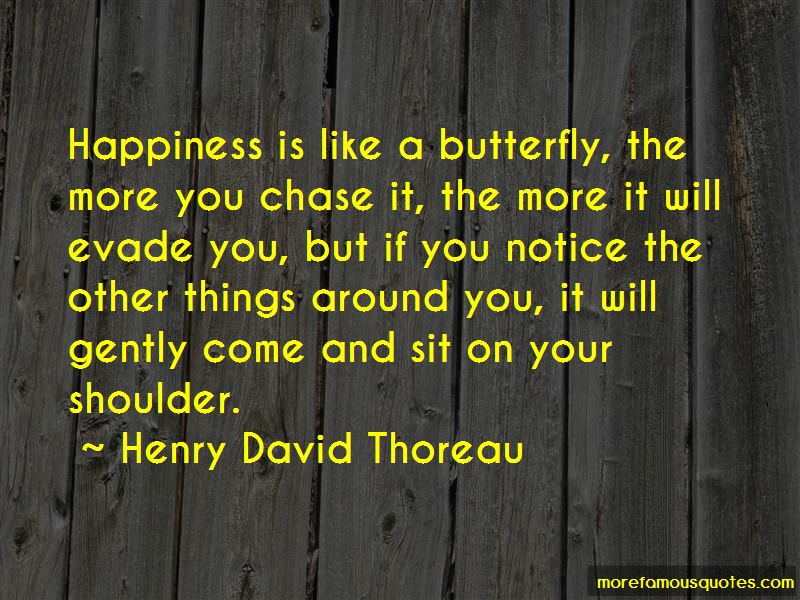 Happiness is like a butterfly, the
more you chase it, the more it will
evade you, but if you notice the
other things around you, it will
gently come and sit on your
shoulder.
~ Henry David Thoreau
morefamousquotes.com